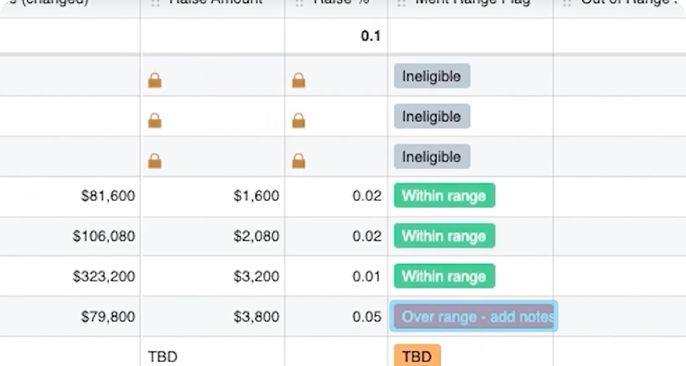 (changed) Raise Amount Raise % Merit Range Flag Out of Range
0.1
Ineligible
Ineligible
Ineligible
$81,600 $1,600 0.02 Within range
$106,080 $2,080 0.02 Within range
$323,200 $3,200 0.01 Within range
$79,800 $3,800 0.05 Over range - add notes
TBD TBD